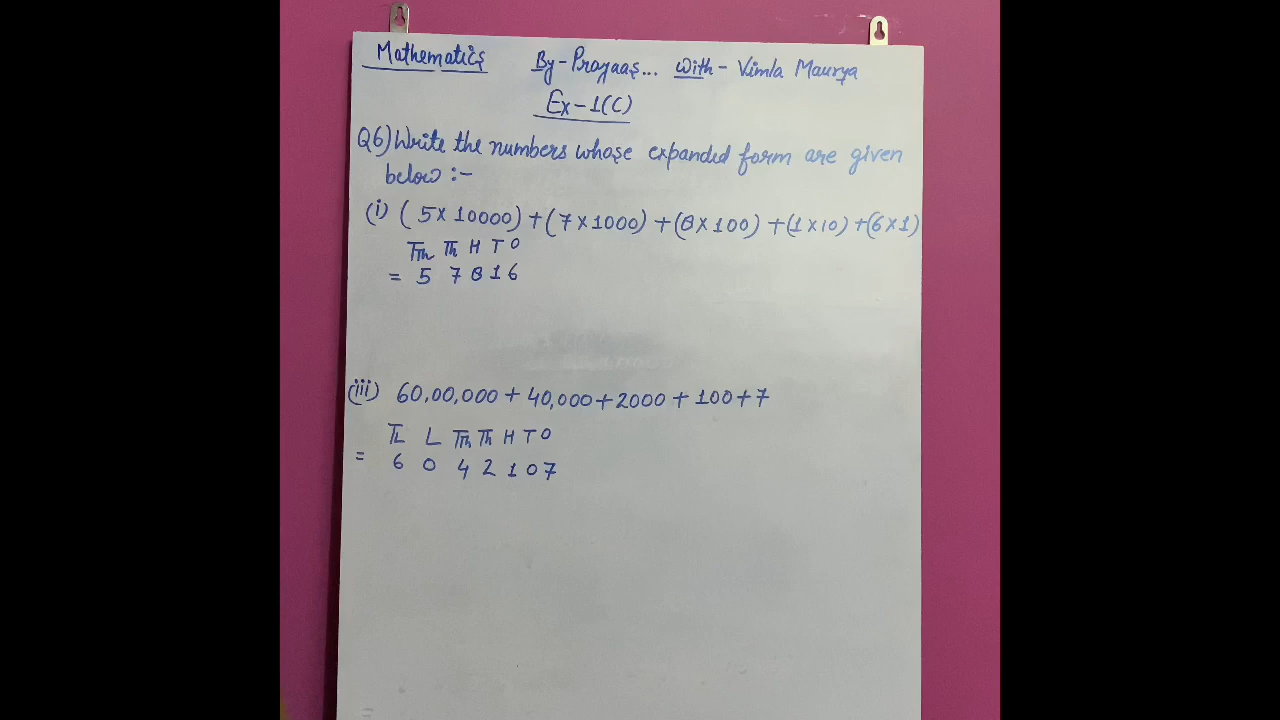 Mathematics By-Prayaas... with - Vimla Maurya
Ex-1(C)
Q6) Write the numbers whose expanded form are given
below :-
(i) (5×10000)+(7×1000)+(8×100)+(1×10)+(6×1)
TTh Th H T O
= 5 7 8 1 6
(iii) 60,00,000 + 40,000 + 2000 + 100 + 7
TL L TTh Th H T O
= 6 0 4 2 1 0 7